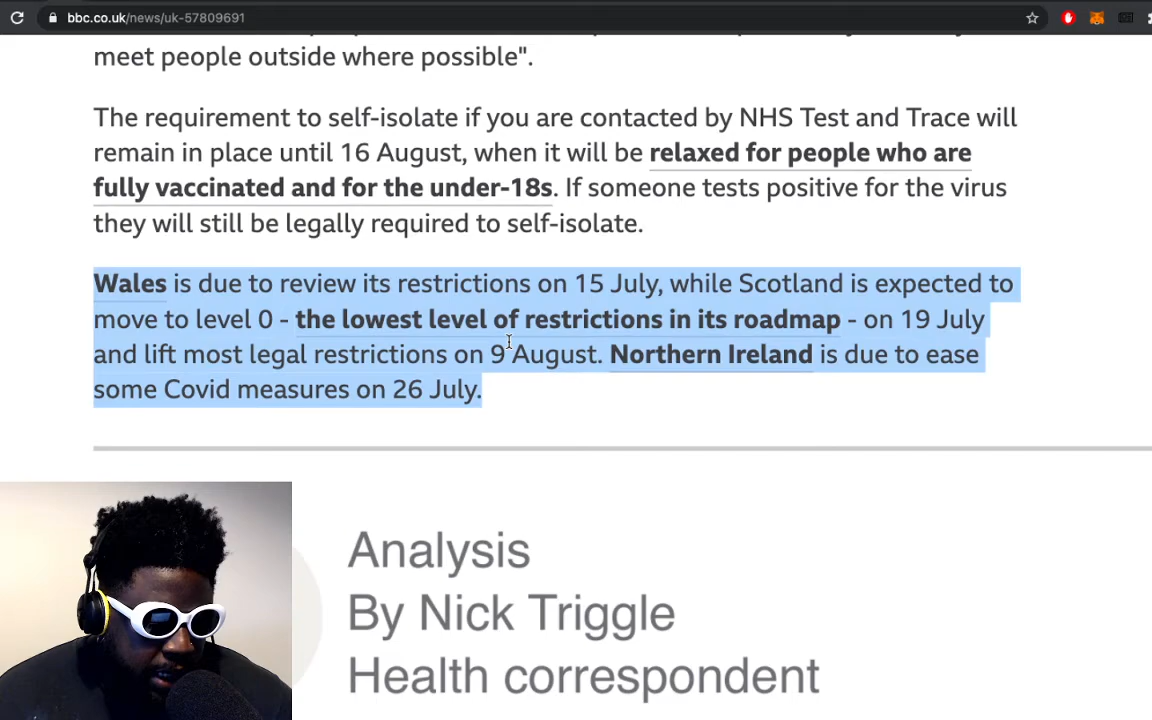 bbc.co.uk/news/uk-57809691
meet people outside where possible".
The requirement to self-isolate if you are contacted by NHS Test and Trace will
remain in place until 16 August, when it will be relaxed for people who are
fully vaccinated and for the under-18s. If someone tests positive for the virus
they will still be legally required to self-isolate.
Wales is due to review its restrictions on 15 July, while Scotland is expected to
move to level 0 - the lowest level of restrictions in its roadmap - on 19 July
and lift most legal restrictions on 9 August. Northern Ireland is due to ease
some Covid measures on 26 July.
Analysis
By Nick Triggle
Health correspondent